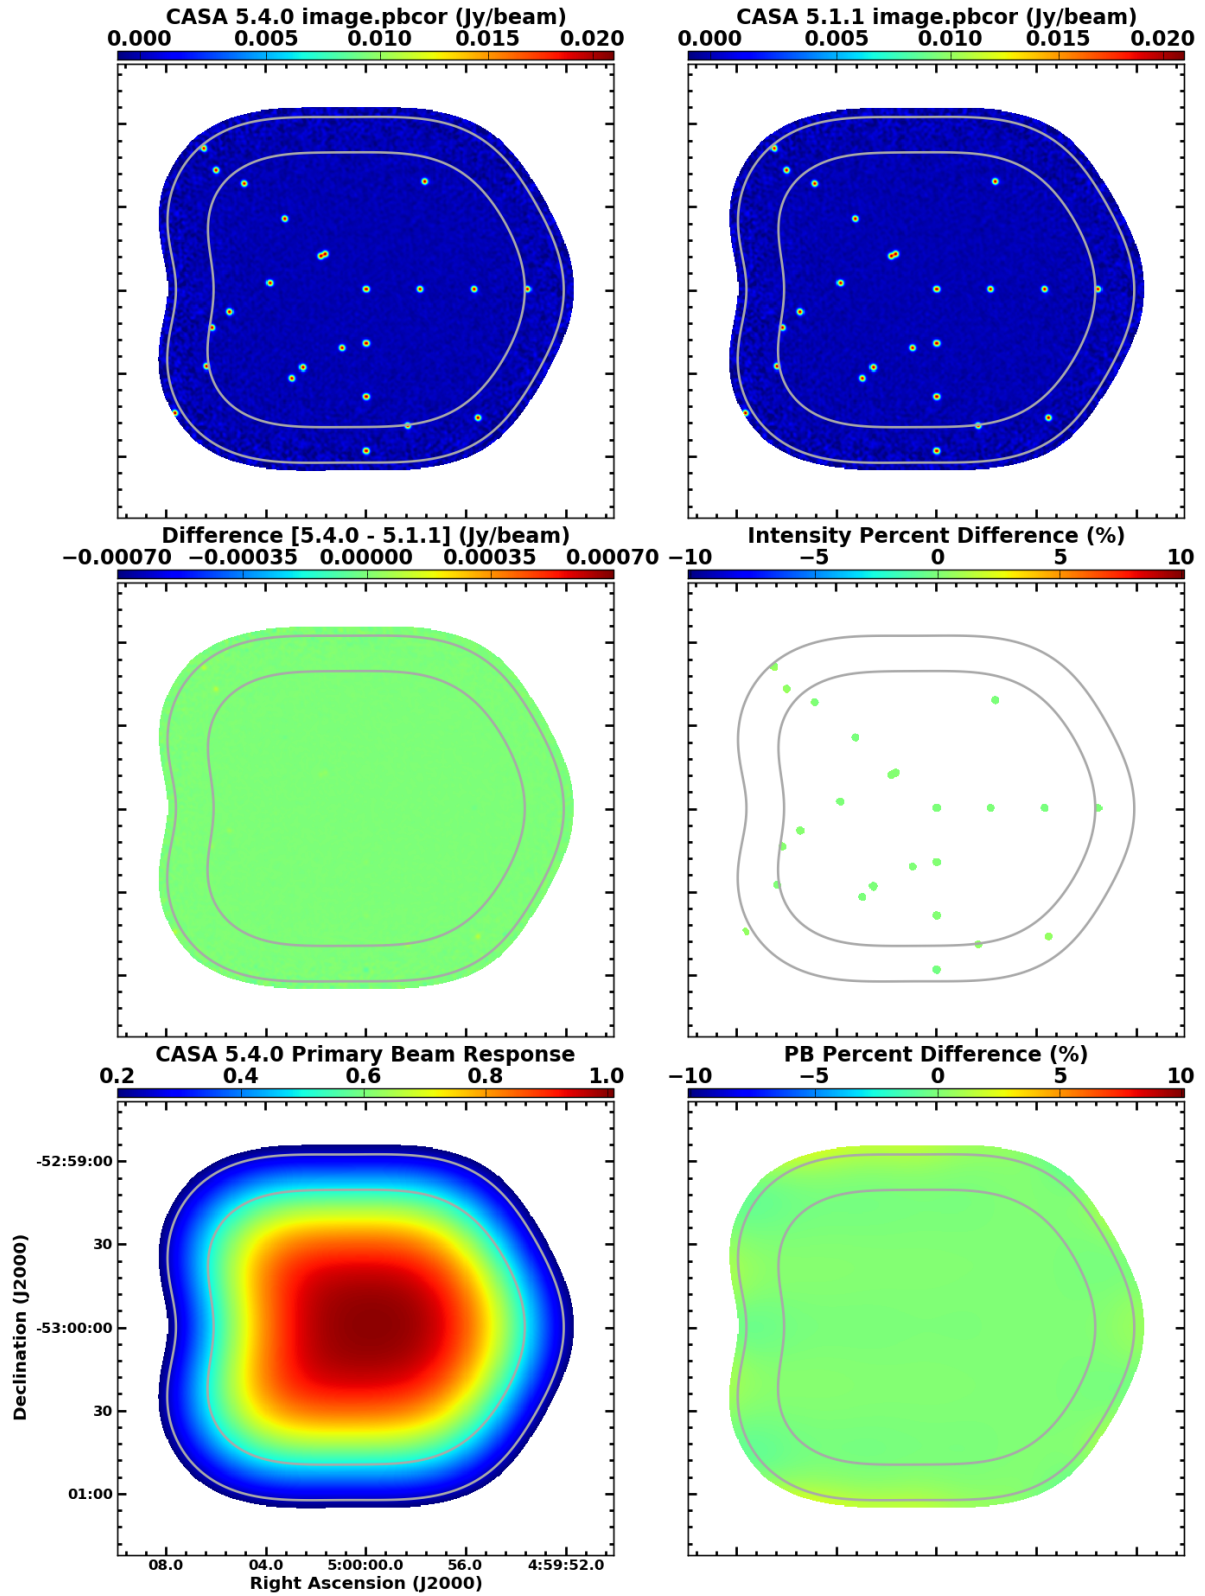 CASA 5.4.0 image.pbcor (Jy/beam) CASA 5.1.1 image.pbcor (Jy/beam)
0.000 0.005 0.010 0.015 0.020 0.000 0.005 0.010 0.015 0.020
Difference [5.4.0 - 5.1.1] (Jy/beam) Intensity Percent Difference (%)
−0.00070 −0.00035 0.00000 0.00035 0.00070 −10 −5 0 5 10
CASA 5.4.0 Primary Beam Response PB Percent Difference (%)
0.2 0.4 0.6 0.8 1.0 −10 −5 0 5 10
-52:59:00
30
-53:00:00
30
01:00
Declination (J2000)
08.0 04.0 5:00:00.0 56.0 4:59:52.0
Right Ascension (J2000)